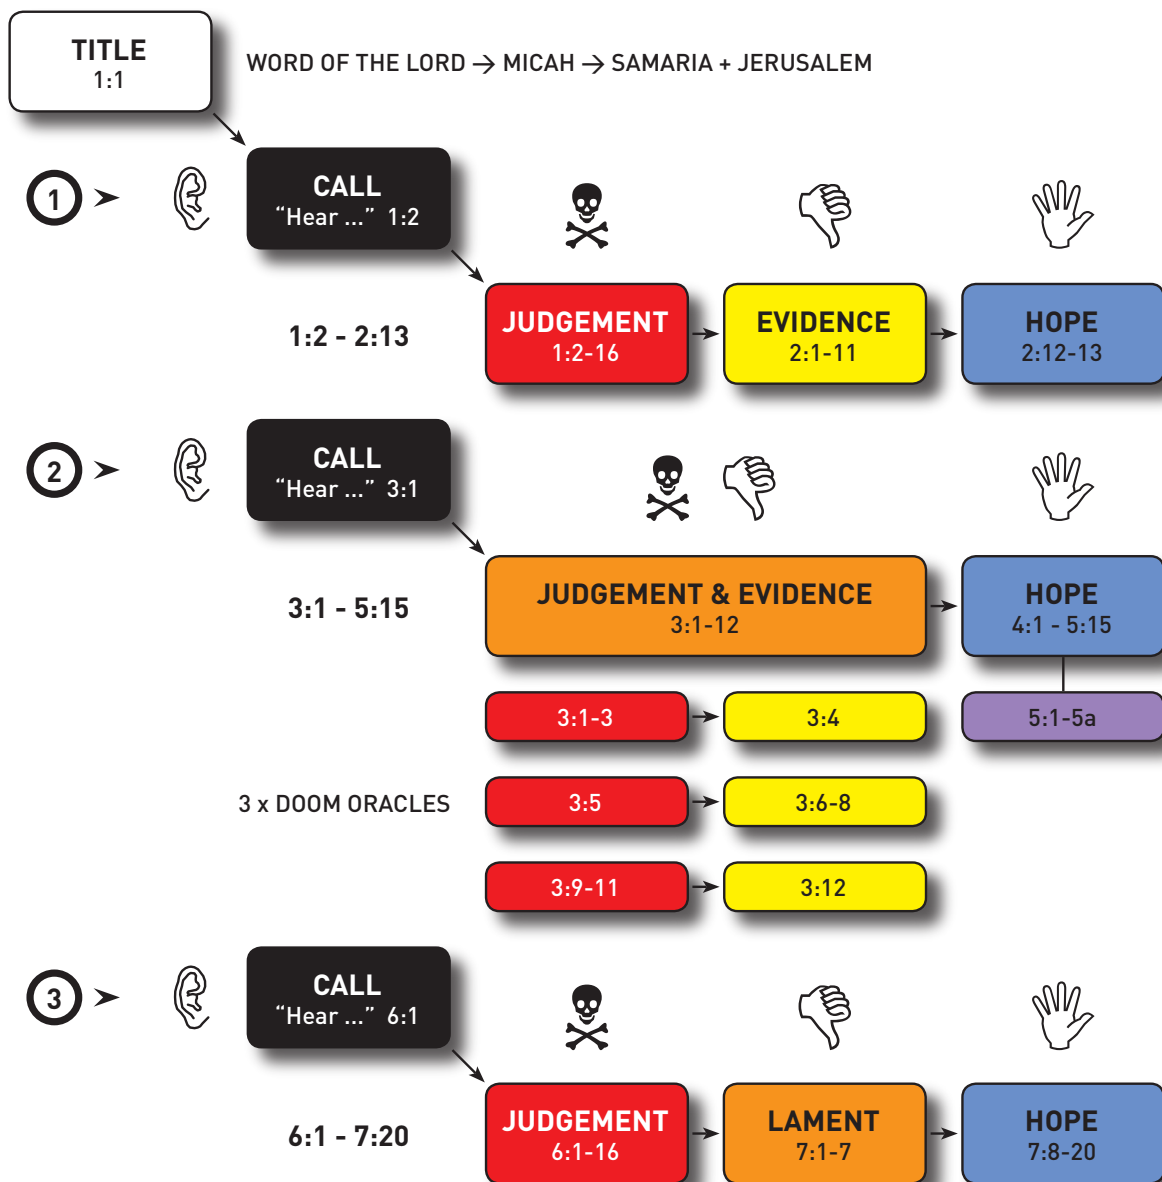 TITLE
1:1
WORD OF THE LORD → MICAH → SAMARIA + JERUSALEM
1
CALL
“Hear ...” 1:2
1:2 - 2:13
JUDGEMENT
1:2-16
EVIDENCE
2:1-11
HOPE
2:12-13
2
CALL
“Hear ...” 3:1
3:1 - 5:15
JUDGEMENT & EVIDENCE
3:1-12
HOPE
4:1 - 5:15
3:1-3
3:4
5:1-5a
3 x DOOM ORACLES
3:5
3:6-8
3:9-11
3:12
3
CALL
“Hear ...” 6:1
6:1 - 7:20
JUDGEMENT
6:1-16
LAMENT
7:1-7
HOPE
7:8-20